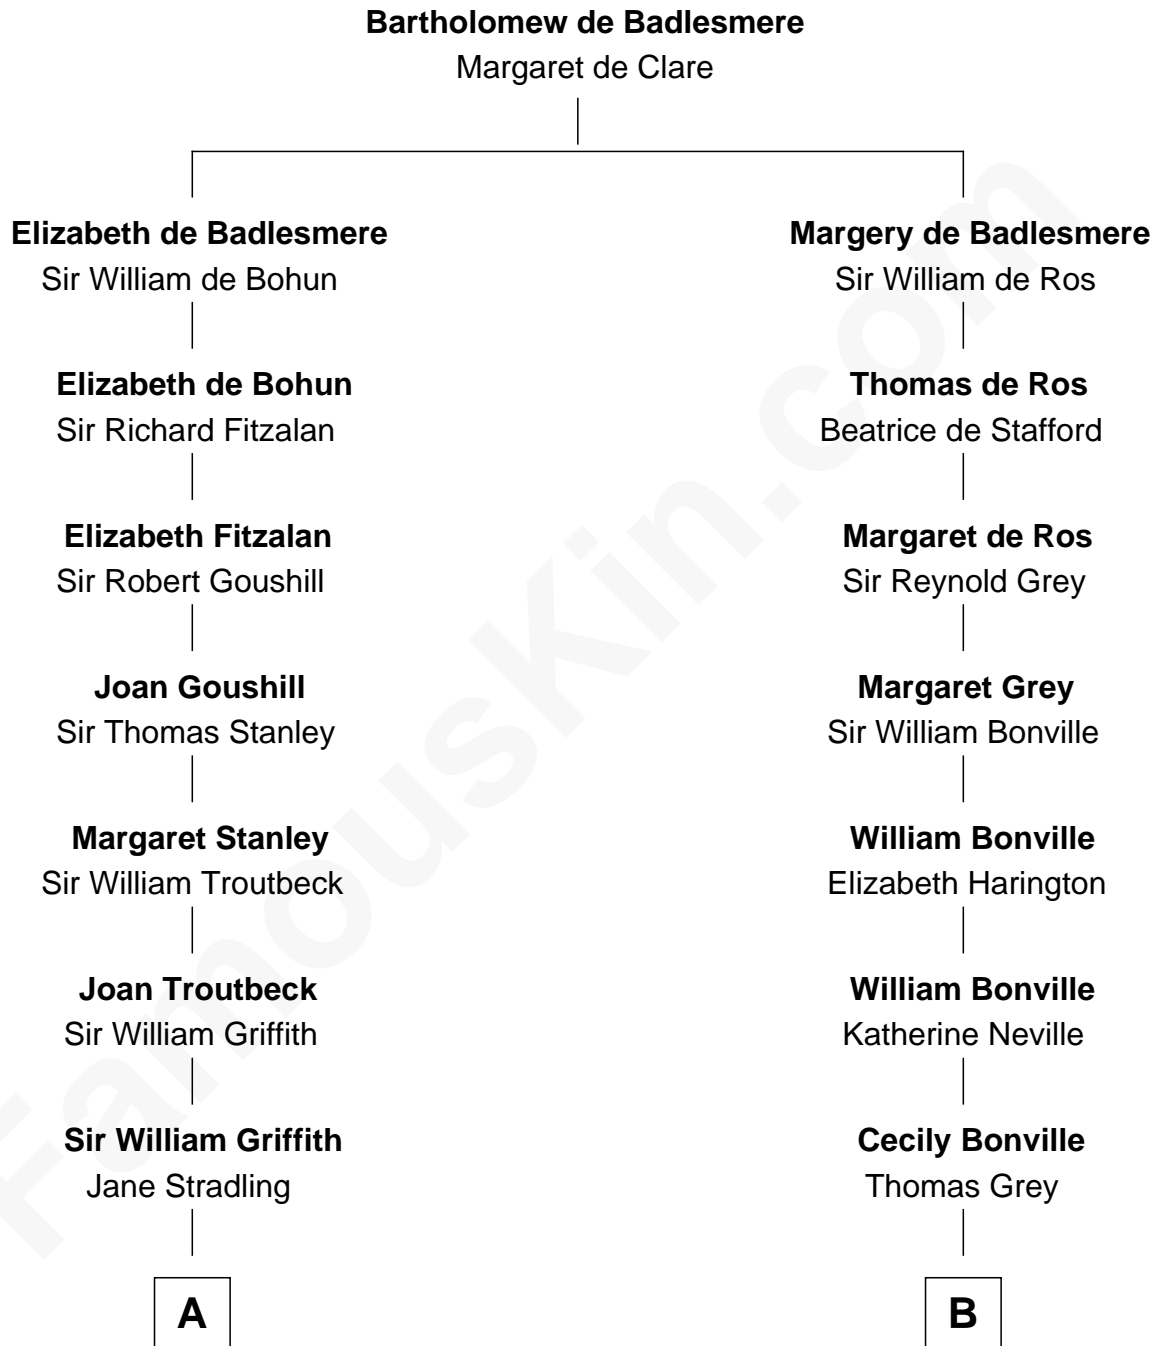 Bartholomew de Badlesmere
Margaret de Clare
Elizabeth de Badlesmere
Sir William de Bohun
Margery de Badlesmere
Sir William de Ros
Elizabeth de Bohun
Sir Richard Fitzalan
Thomas de Ros
Beatrice de Stafford
Elizabeth Fitzalan
Sir Robert Goushill
Margaret de Ros
Sir Reynold Grey
Joan Goushill
Sir Thomas Stanley
Margaret Grey
Sir William Bonville
Margaret Stanley
Sir William Troutbeck
William Bonville
Elizabeth Harington
Joan Troutbeck
Sir William Griffith
William Bonville
Katherine Neville
Sir William Griffith
Jane Stradling
Cecily Bonville
Thomas Grey
A
B
FamousKin.com